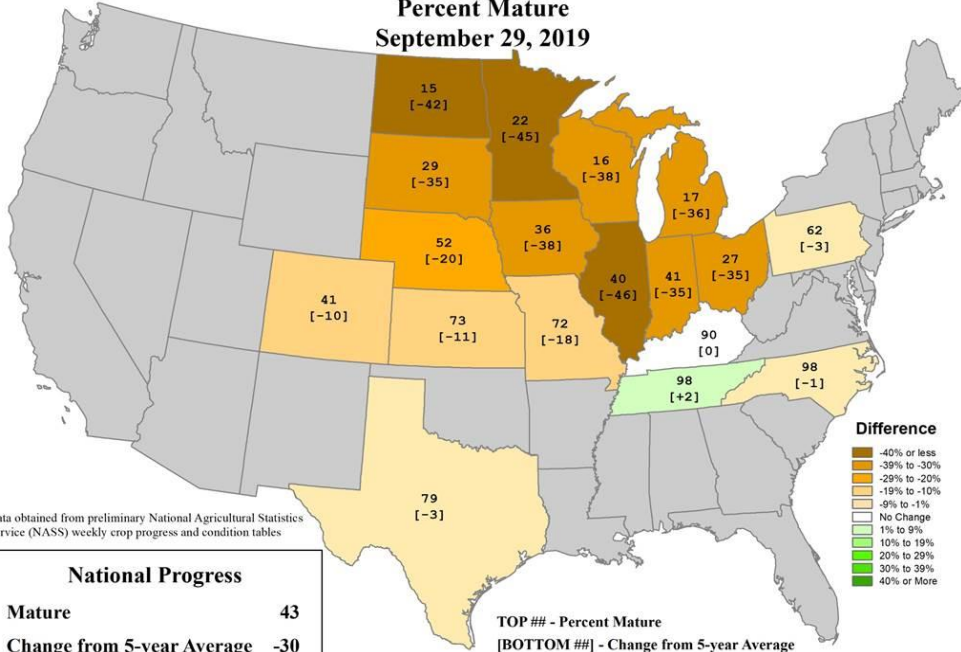 Percent Mature
September 29, 2019
15
[-42]
22
[-45]
29
[-35]
16
[-38]
17
[-36]
52
[-20]
36
[-38]
62
[-3]
41
[-10]
73
[-11]
72
[-18]
40
[-46]
41
[-35]
27
[-35]
90
[0]
98
[+2]
98
[-1]
79
[-3]
Difference
-40% or less
-39% to -30%
-29% to -20%
-19% to -10%
-9% to -1%
No Change
1% to 9%
10% to 19%
20% to 29%
30% to 39%
40% or More
ata obtained from preliminary National Agricultural Statistics
rvice (NASS) weekly crop progress and condition tables
National Progress
Mature 43
Change from 5-year Average -30
TOP ## - Percent Mature
[BOTTOM ##] - Change from 5-year Average